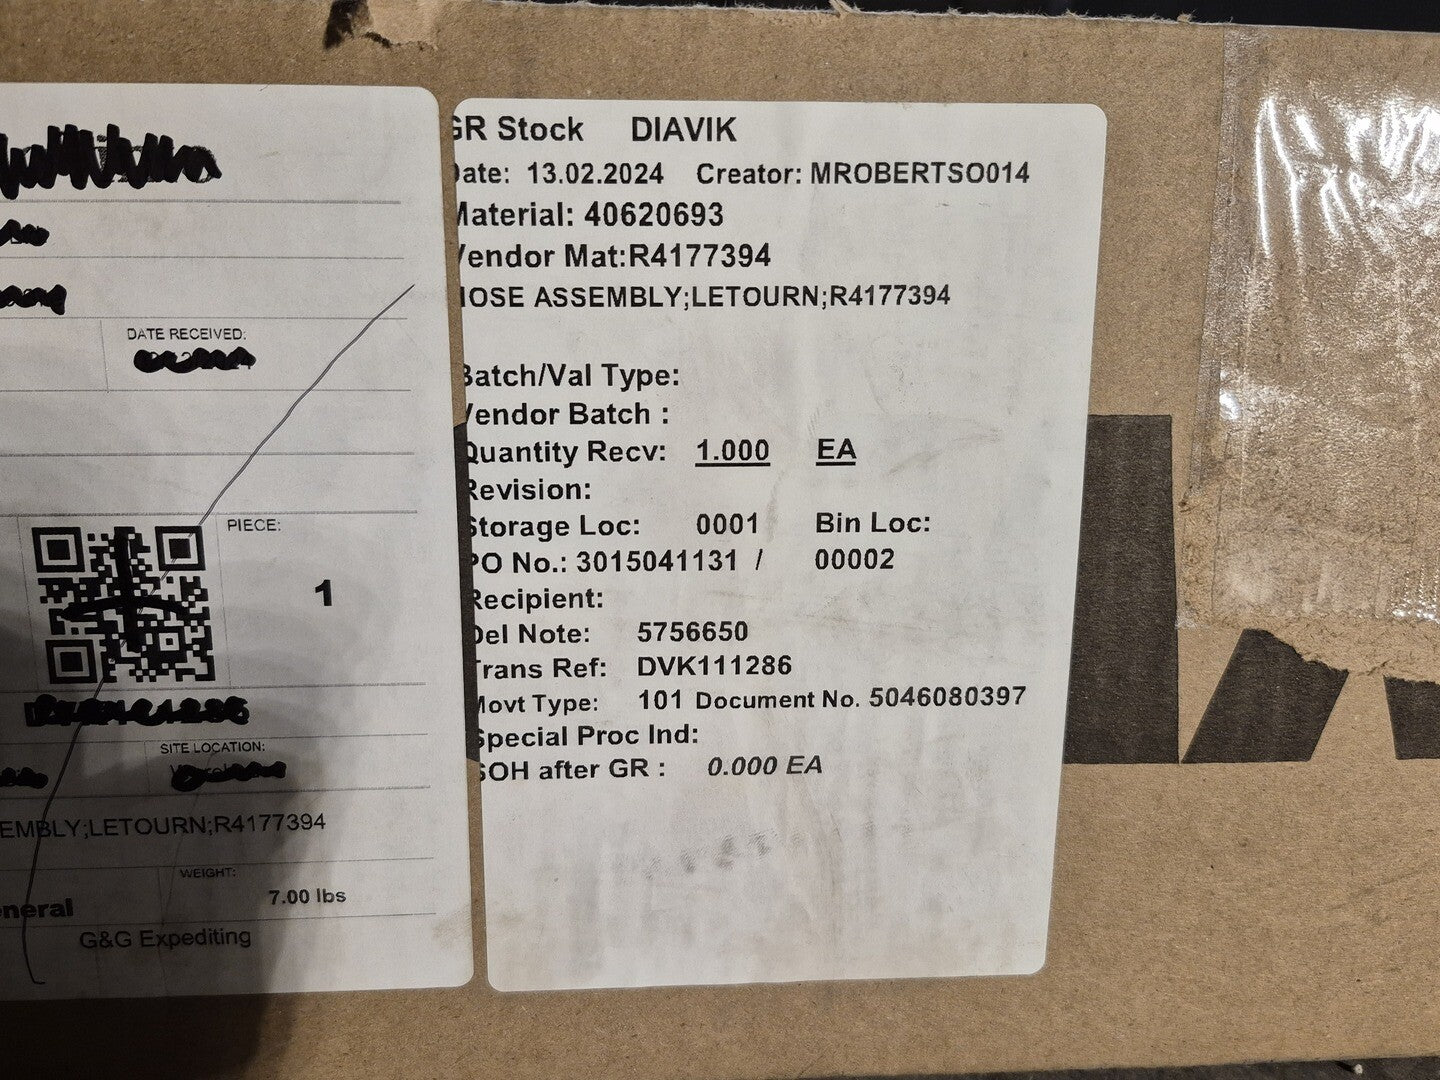 DATE RECEIVED:
PIECE:
1
SITE LOCATION:
EMBLY;LETOURN;R4177394
WEIGHT:
7.00 lbs
neral
G&G Expediting
GR Stock DIAVIK
Date: 13.02.2024 Creator: MROBERTSO014
Material: 40620693
Vendor Mat:R4177394
HOSE ASSEMBLY;LETOURN;R4177394
Batch/Val Type:
Vendor Batch :
Quantity Recv: 1.000 EA
Revision:
Storage Loc: 0001 Bin Loc:
PO No.: 3015041131 / 00002
Recipient:
Del Note: 5756650
Trans Ref: DVK111286
Movt Type: 101 Document No. 5046080397
Special Proc Ind:
SOH after GR : 0.000 EA